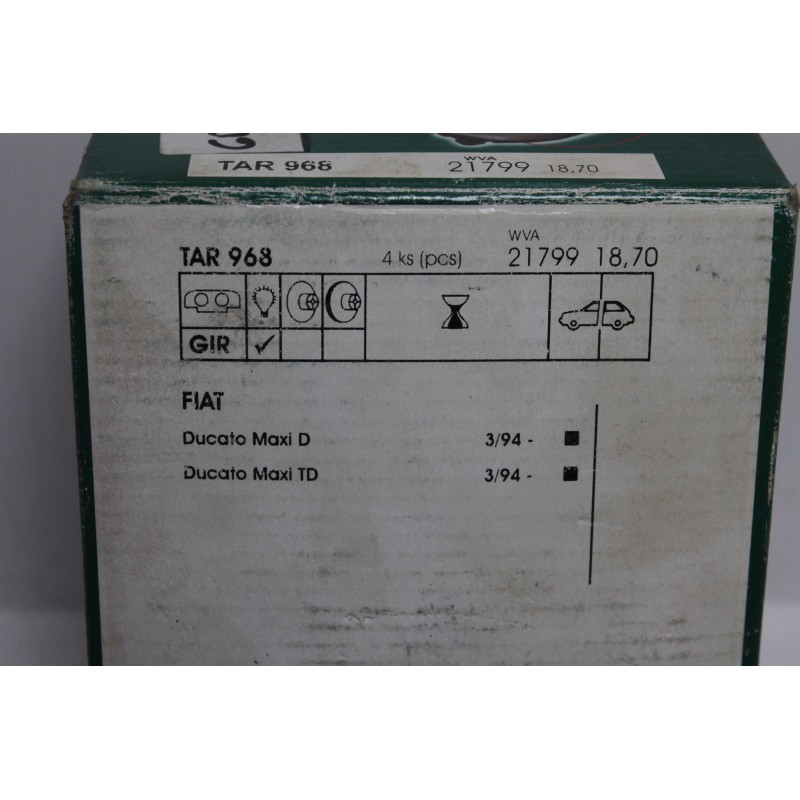 TAR 968 WVA 21799 18,70
WVA
TAR 968 4 ks (pcs) 21799 18,70
GIR ✓
FIAT
Ducato Maxi D 3/94 - ■
Ducato Maxi TD 3/94 - ■